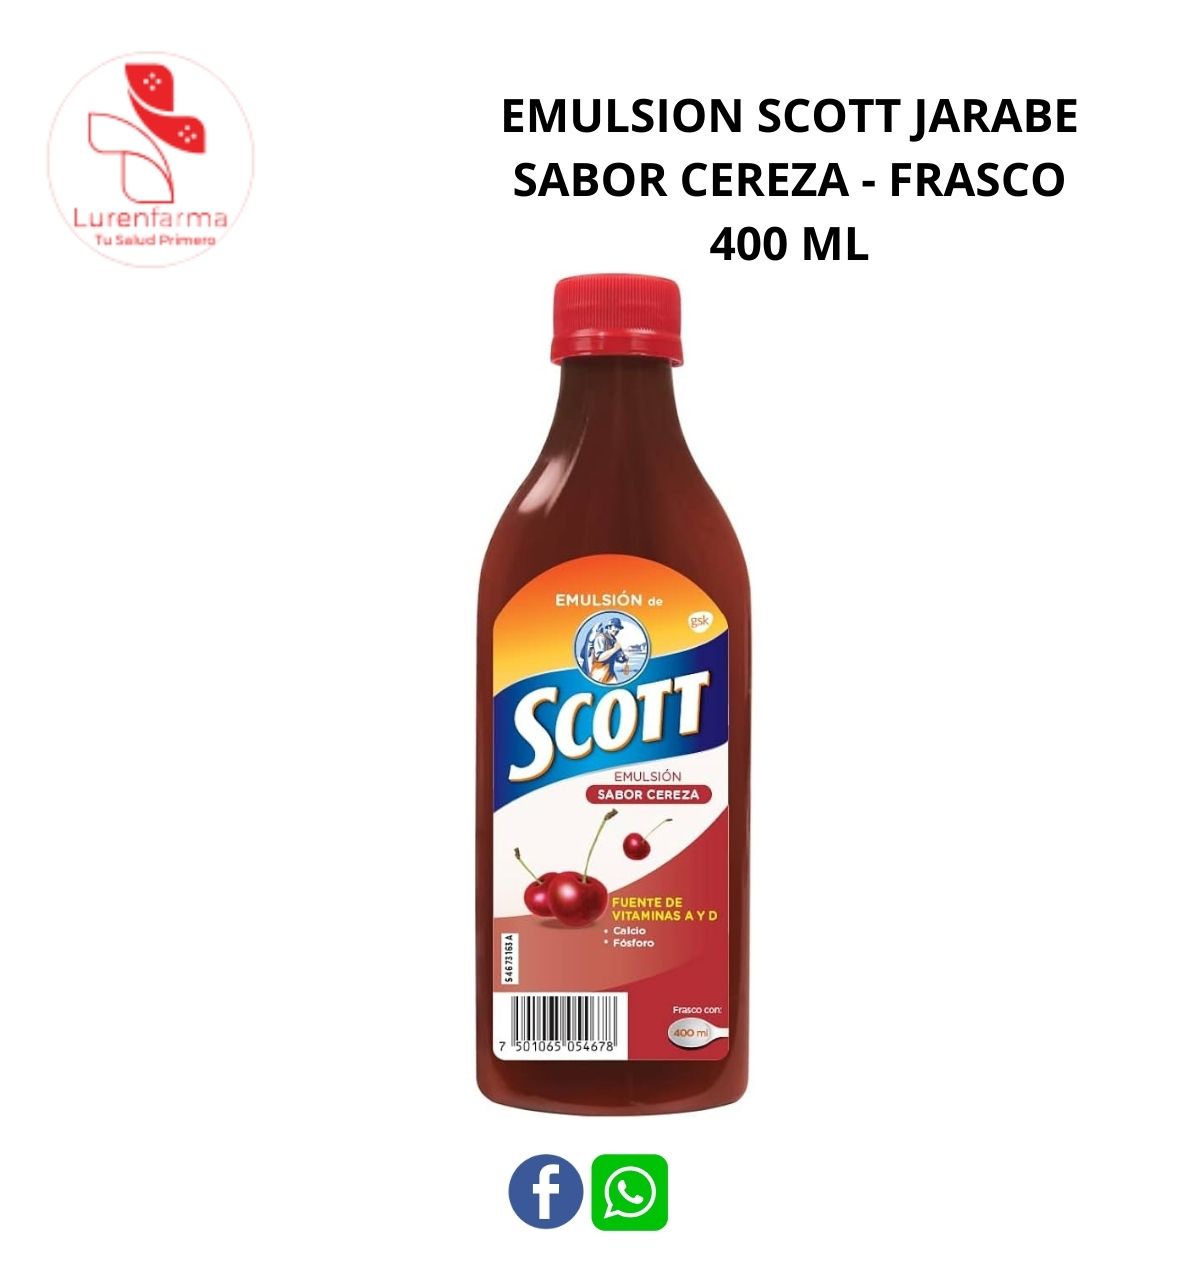 Lurenfarma
Tu Salud Primero
EMULSION SCOTT JARABE
SABOR CEREZA - FRASCO
400 ML
EMULSIÓN de
gsk
SCOTT
EMULSIÓN
SABOR CEREZA
FUENTE DE
VITAMINAS A Y D
• Calcio
• Fósforo
S4673163A
Frasco con:
400 ml
7 501065 054678